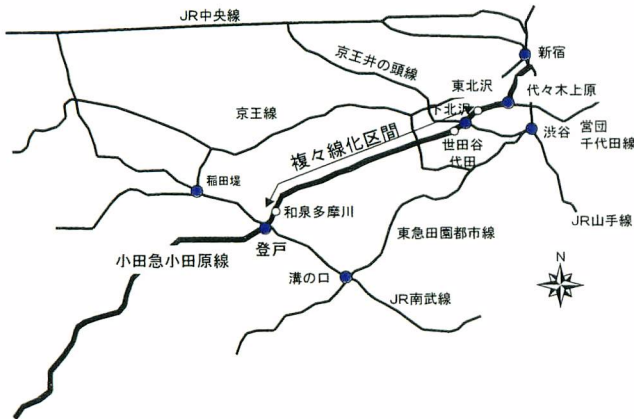 JR中央線
新宿
京王井の頭線
東北沢
代々木上原
京王線
下北沢
渋谷
営団
千代田線
複々線化区間
世田谷
代田
稲田堤
和泉多摩川
JR山手線
登戸
東急田園都市線
小田急小田原線
溝の口
N
JR南武線